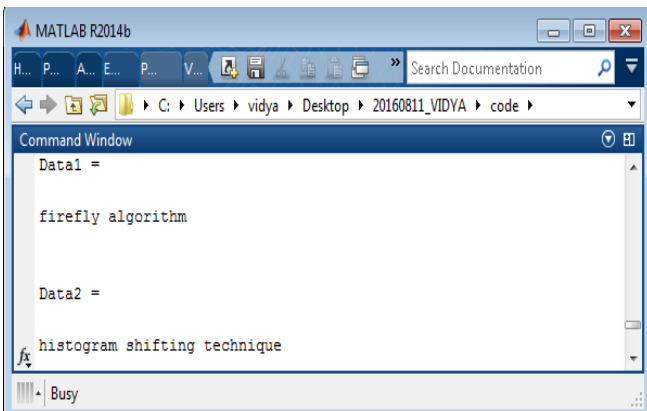 MATLAB R2014b
H... P... A... E... P... V... » Search Documentation
C: Users vidya Desktop 20160811_VIDYA code
Command Window
Data1 =
firefly algorithm
Data2 =
histogram shifting technique
fx
Busy